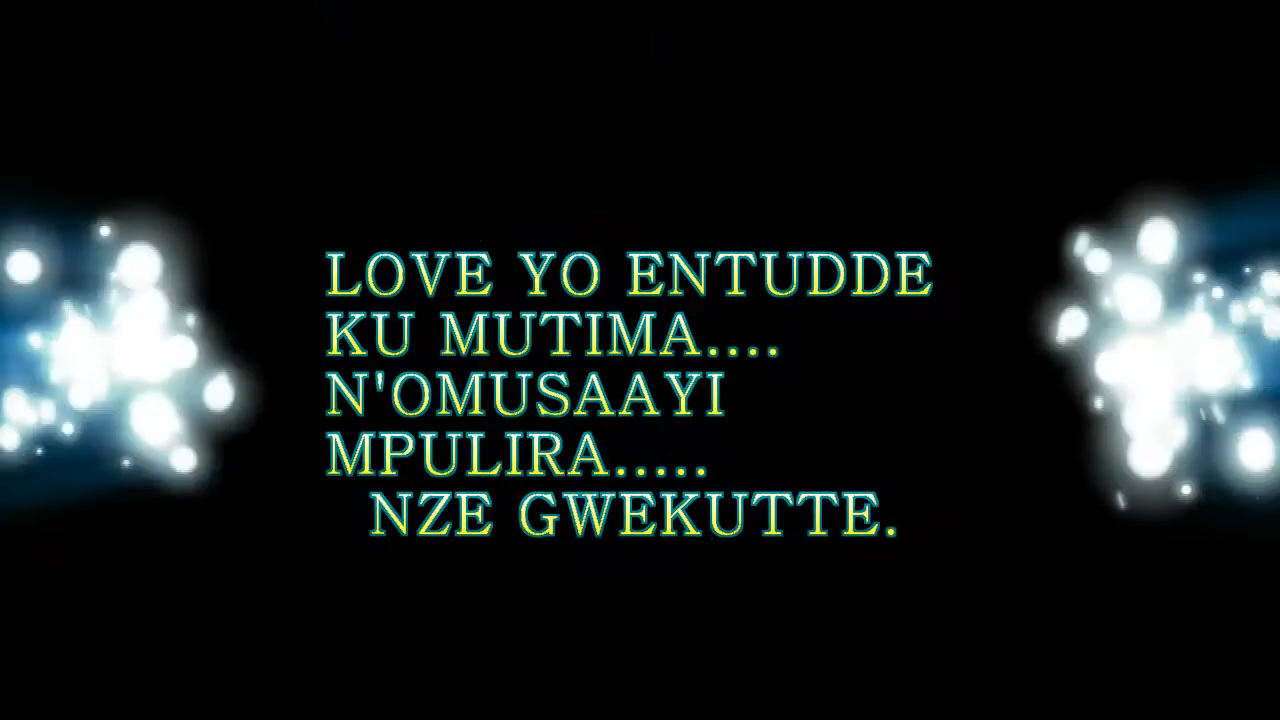 LOVE YO ENTUDDE
KU MUTIMA....
N'OMUSAAYI
MPULIRA.....
NZE GWEKUTTE.